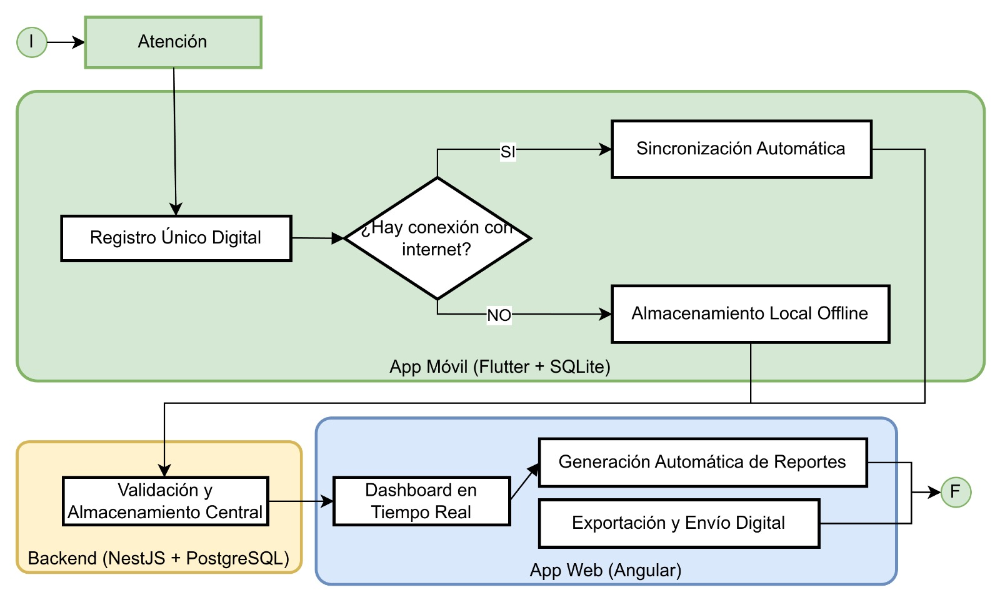 I
Atención
SI
Sincronización Automática
¿Hay conexión con
internet?
Registro Único Digital
NO
Almacenamiento Local Offline
App Móvil (Flutter + SQLite)
Generación Automática de Reportes
Validación y
Almacenamiento Central
Dashboard en
Tiempo Real
F
Exportación y Envío Digital
Backend (NestJS + PostgreSQL)
App Web (Angular)